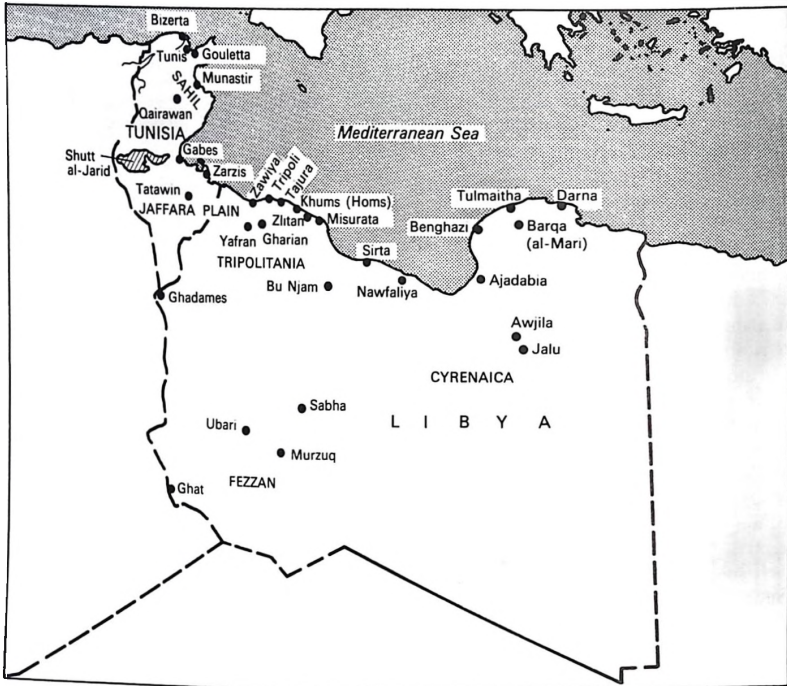 Bizerta
Tunis
Gouletta
SAHIL
Munastir
Qairawan
TUNISIA
Mediterranean Sea
Shutt
al-Jarid
Gabes
Zarzis
Zawiya
Tripoli
Tajura
Tatawin
JAFFARA PLAIN
Khums (Homs)
Zlitan
Misurata
Yafran
Gharian
TRIPOLITANIA
Tulmaitha
Darna
Benghazi
Barqa
(al-Mari)
Sirta
Bu Njam
Nawfaliya
Ajadabia
Ghadames
Awjila
Jalu
CYRENAICA
Sabha
LIBYA
Ubari
Murzuq
Ghat
FEZZAN